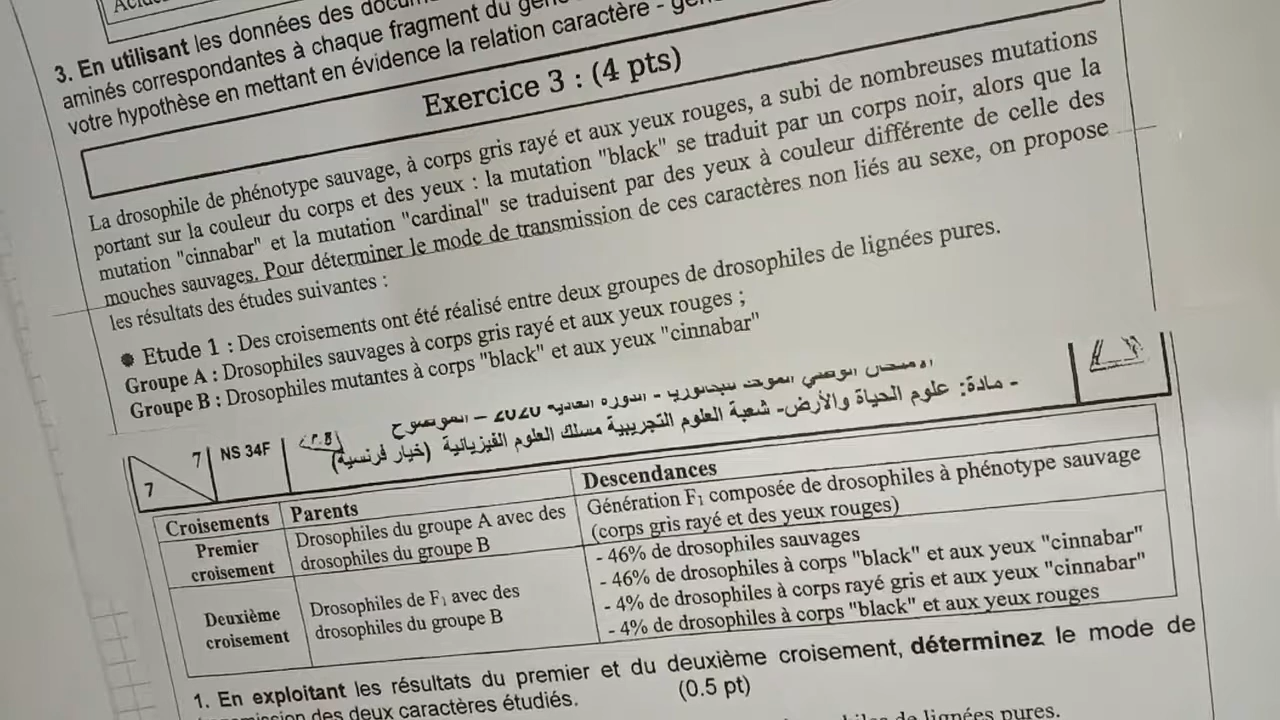 Acides
3. En utilisant les données des
aminés correspondantes à chaque fragment du
votre hypothèse en mettant en évidence la relation caractère -
Exercice 3 : (4 pts)
La drosophile de phénotype sauvage, à corps gris rayé et aux yeux rouges, a subi de nombreuses mutations
portant sur la couleur du corps et des yeux : la mutation "black" se traduit par un corps noir, alors que la
mutation "cinnabar" et la mutation "cardinal" se traduisent par des yeux à couleur différente de celle des
mouches sauvages. Pour déterminer le mode de transmission de ces caractères non liés au sexe, on propose
les résultats des études suivantes :
● Etude 1 : Des croisements ont été réalisé entre deux groupes de drosophiles de lignées pures.
Groupe A : Drosophiles sauvages à corps gris rayé et aux yeux rouges ;
Groupe B : Drosophiles mutantes à corps "black" et aux yeux "cinnabar"
7 7 NS 34F
- مادة: علوم الحياة والأرض- شعبة العلوم التجريبية مسلك العلوم الفيزيائية (خيار فرنسية)
Croisements Parents Descendances
Premier croisement
Drosophiles du groupe A avec des
drosophiles du groupe B
Génération F1 composée de drosophiles à phénotype sauvage
(corps gris rayé et des yeux rouges)
Deuxième croisement
Drosophiles de F1 avec des
drosophiles du groupe B
- 46% de drosophiles sauvages
- 46% de drosophiles à corps "black" et aux yeux "cinnabar"
- 4% de drosophiles à corps rayé gris et aux yeux "cinnabar"
- 4% de drosophiles à corps "black" et aux yeux rouges
1. En exploitant les résultats du premier et du deuxième croisement, déterminez le mode de
des deux caractères étudiés. (0.5 pt)
de lignées pures.